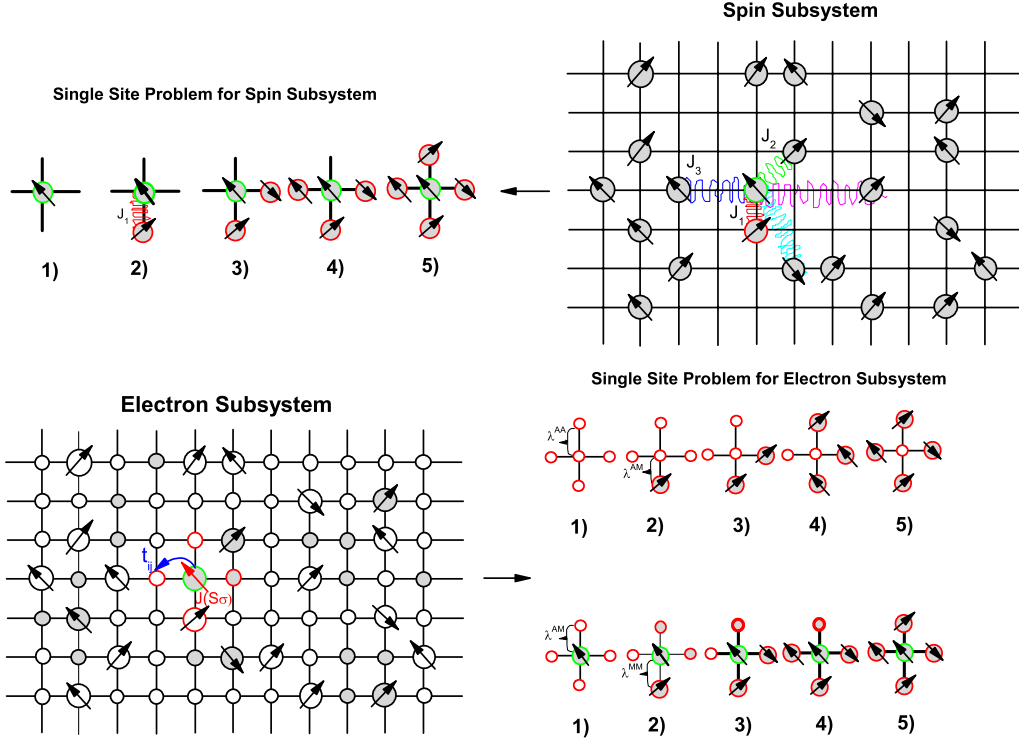 Spin Subsystem
Single Site Problem for Spin Subsystem
J2
J3
J1
J1
1) 2) 3) 4) 5)
Single Site Problem for Electron Subsystem
Electron Subsystem
λAA
λAM
1) 2) 3) 4) 5)
tij
J(Sσ)
λAM
λMM
1) 2) 3) 4) 5)